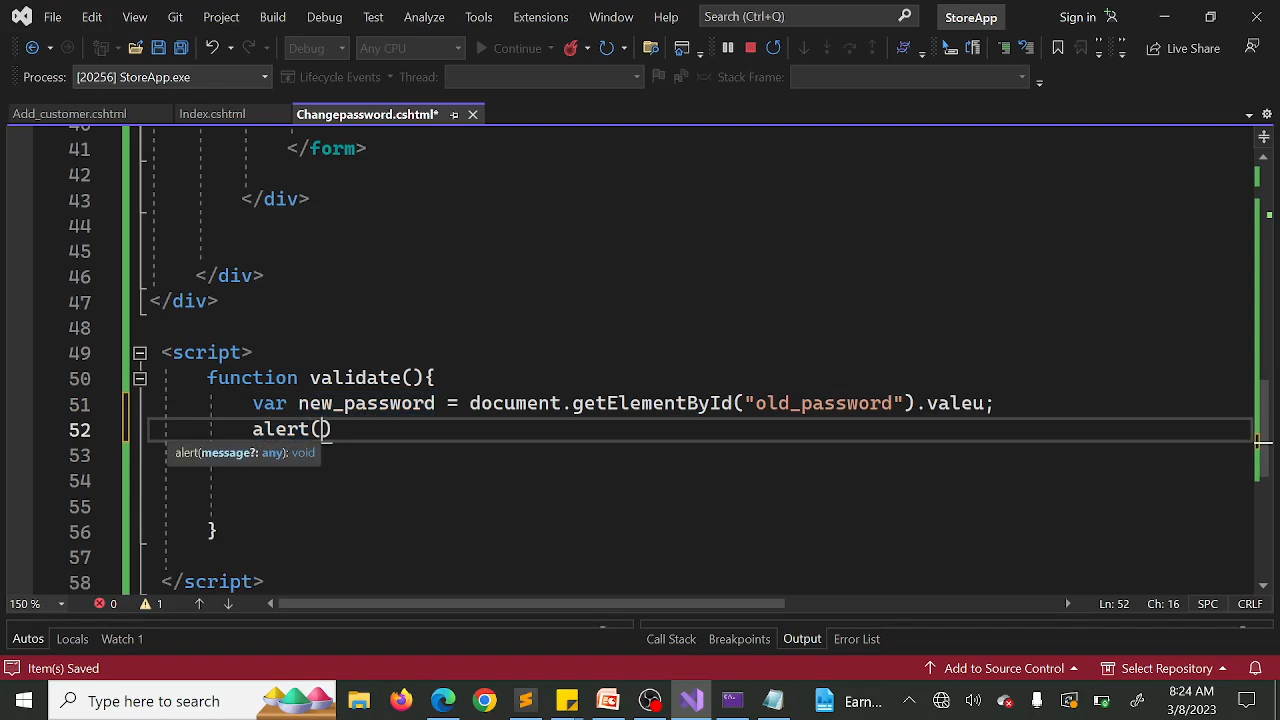 File Edit View Git Project Build Debug Test Analyze Tools Extensions Window Help Search (Ctrl+Q) StoreApp Sign in
Debug Any CPU Continue Live Share
Process: [20256] StoreApp.exe Lifecycle Events Thread: Stack Frame:
Add_customer.cshtml Index.cshtml Changepassword.cshtml*
40
41 </form>
42
43 </div>
44
45
46 </div>
47 </div>
48
49 <script>
50 function validate(){
51 var new_password = document.getElementById("old_password").valeu;
52 alert()
53 alert(message?: any): void
54
55
56 }
57
58 </script>
150 % 0 1 Ln: 52 Ch: 16 SPC CRLF
Autos Locals Watch 1 Call Stack Breakpoints Output Error List
Item(s) Saved Add to Source Control Select Repository
Type here to search Earn... 8:24 AM
3/8/2023